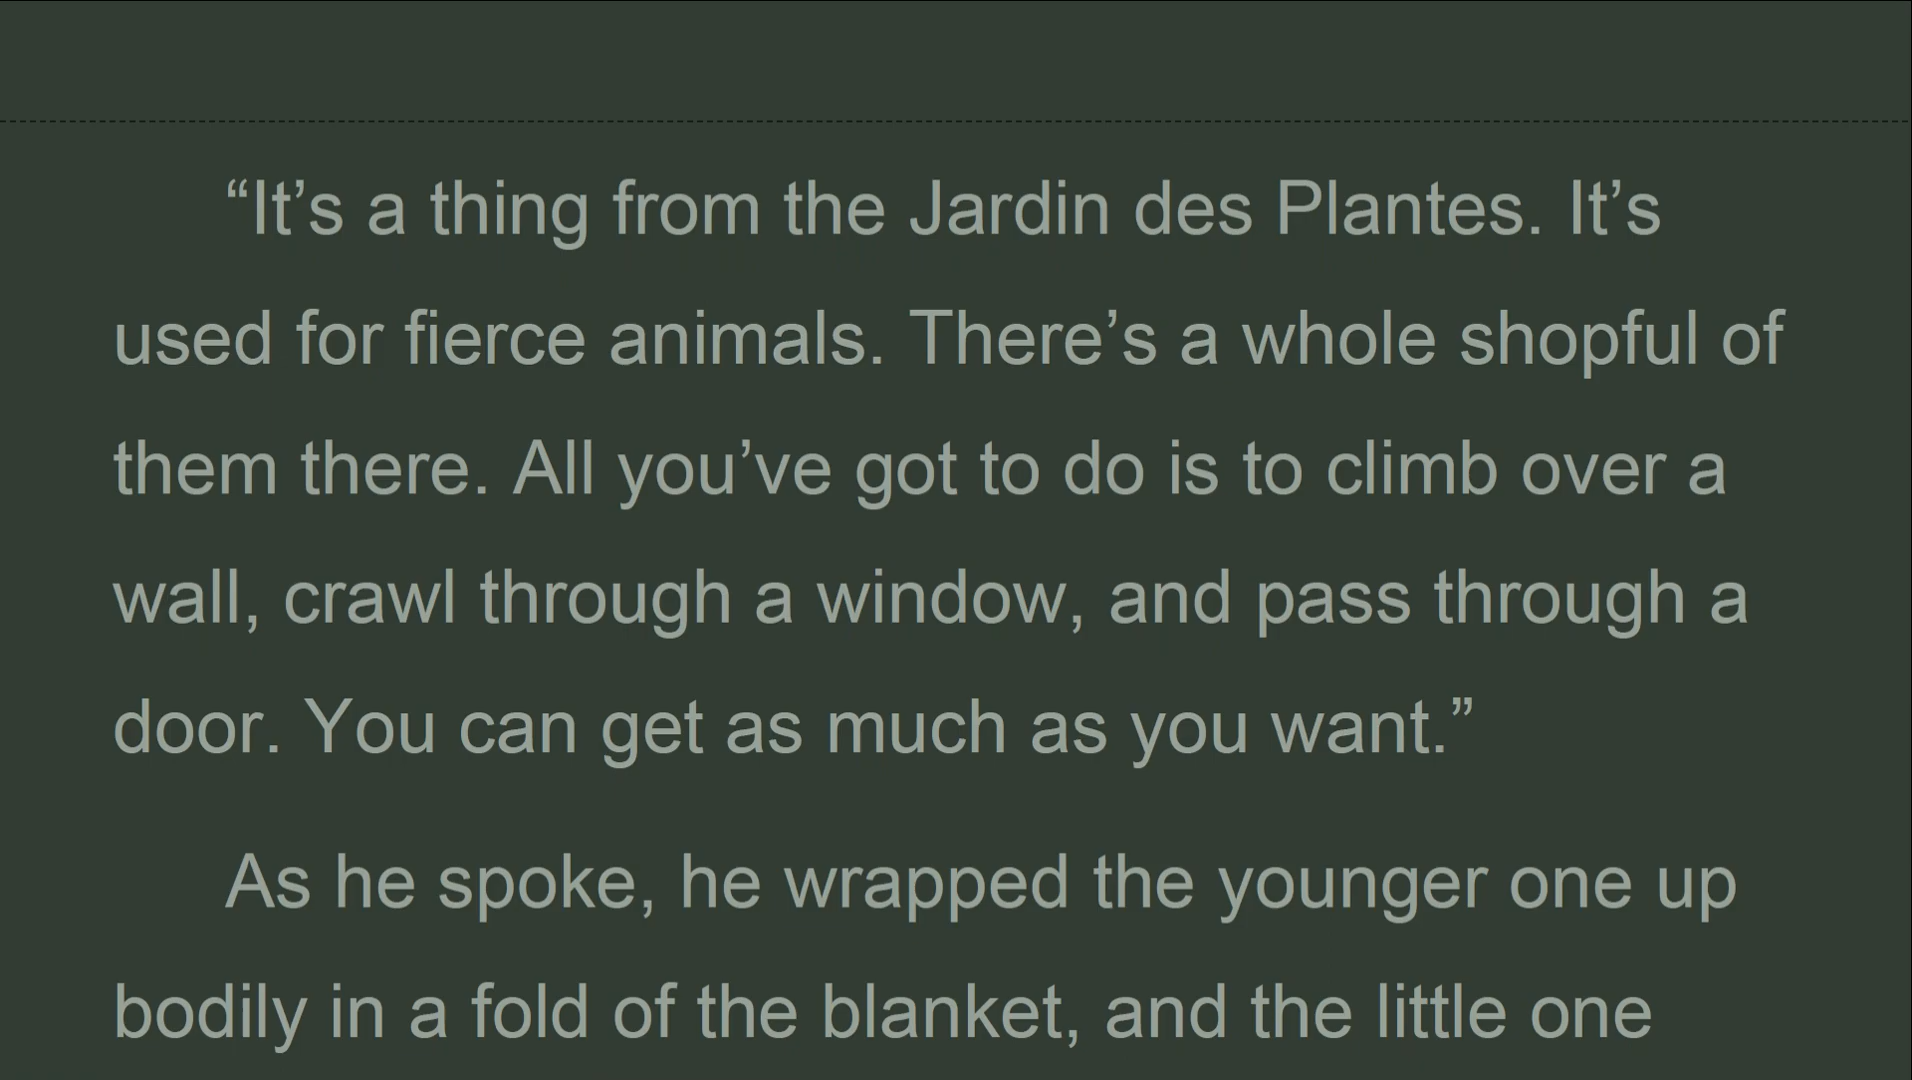 “It’s a thing from the Jardin des Plantes. It’s
used for fierce animals. There’s a whole shopful of
them there. All you’ve got to do is to climb over a
wall, crawl through a window, and pass through a
door. You can get as much as you want.”
As he spoke, he wrapped the younger one up
bodily in a fold of the blanket, and the little one